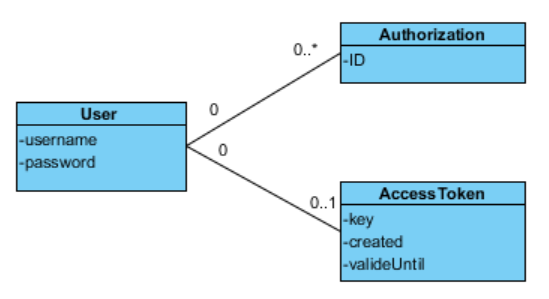 Authorization
-ID
0..*
0
User
-username
-password
0
0..1
AccessToken
-key
-created
-valideUntil